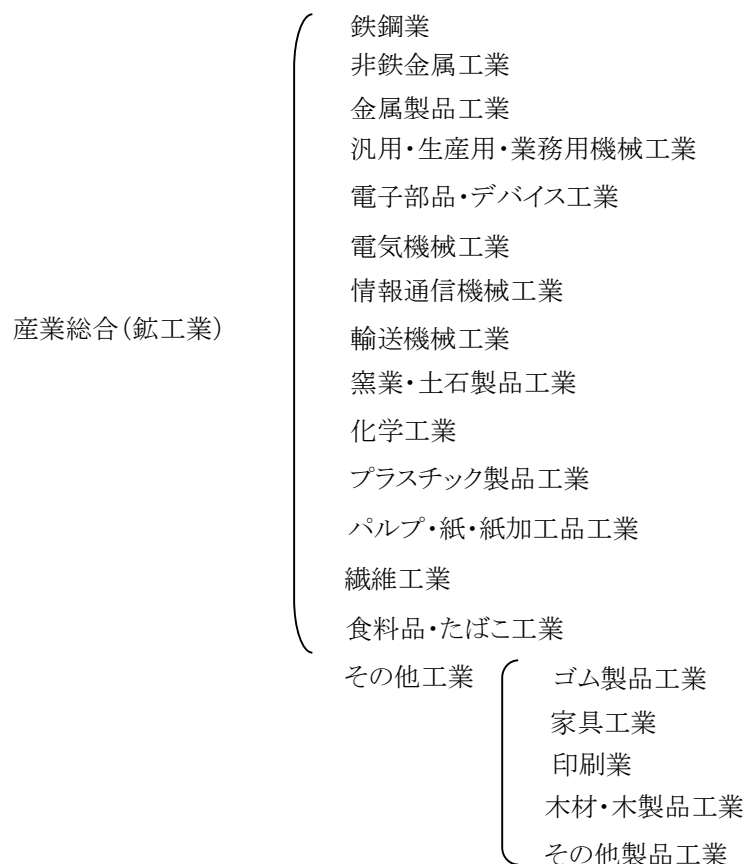 鉄鋼業
非鉄金属工業
金属製品工業
汎用・生産用・業務用機械工業
電子部品・デバイス工業
電気機械工業
情報通信機械工業
産業総合（鉱工業）
輸送機械工業
窯業・土石製品工業
化学工業
プラスチック製品工業
パルプ・紙・紙加工品工業
繊維工業
食料品・たばこ工業
その他工業
ゴム製品工業
家具工業
印刷業
木材・木製品工業
その他製品工業